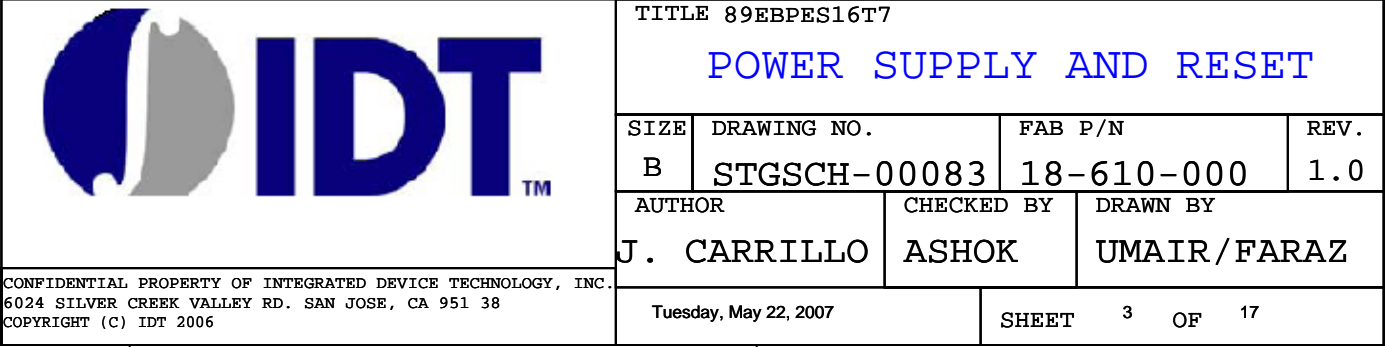 IDT TM
CONFIDENTIAL PROPERTY OF INTEGRATED DEVICE TECHNOLOGY, INC.
6024 SILVER CREEK VALLEY RD. SAN JOSE, CA 951 38
COPYRIGHT (C) IDT 2006
TITLE 89EBPES16T7
POWER SUPPLY AND RESET
SIZE DRAWING NO. FAB P/N REV.
B STGSCH-00083 18-610-000 1.0
AUTHOR CHECKED BY DRAWN BY
J. CARRILLO ASHOK UMAIR/FARAZ
Tuesday, May 22, 2007 SHEET 3 OF 17